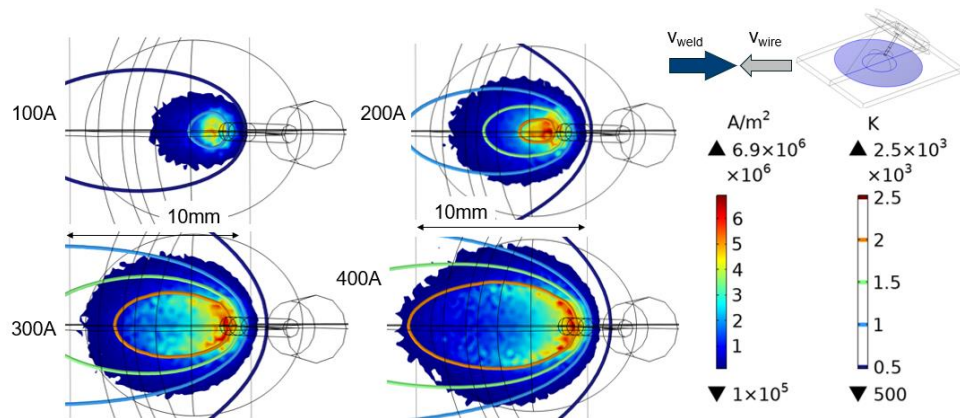 v_weld
v_wire
100A
200A
A/m²
K
6.9×10⁶
2.5×10³
×10⁶
×10³
6
5
4
3
2
1
2.5
2
1.5
1
0.5
10mm
10mm
300A
400A
1×10⁵
500